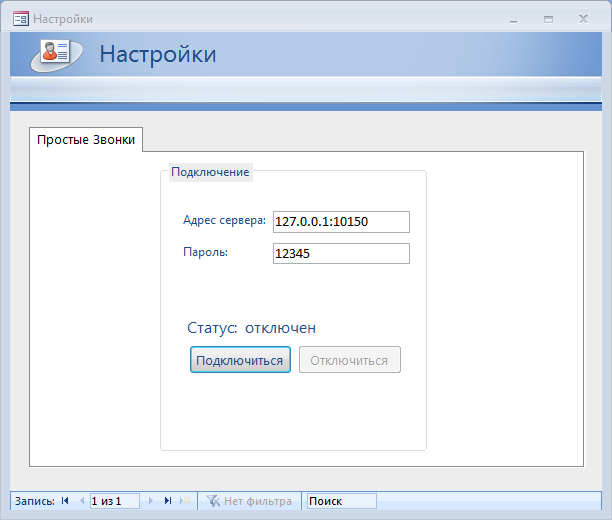 Настройки
Настройки
Простые Звонки
Подключение
Адрес сервера: 127.0.0.1:10150
Пароль: 12345
Статус: отключен
Подключиться Отключиться
Запись: 1 из 1 Нет фильтра Поиск